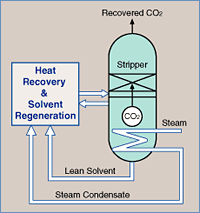 Recovered CO₂
Stripper
Heat
Recovery
&
Solvent
Regeneration
CO₂
Steam
Lean Solvent
Steam Condensate